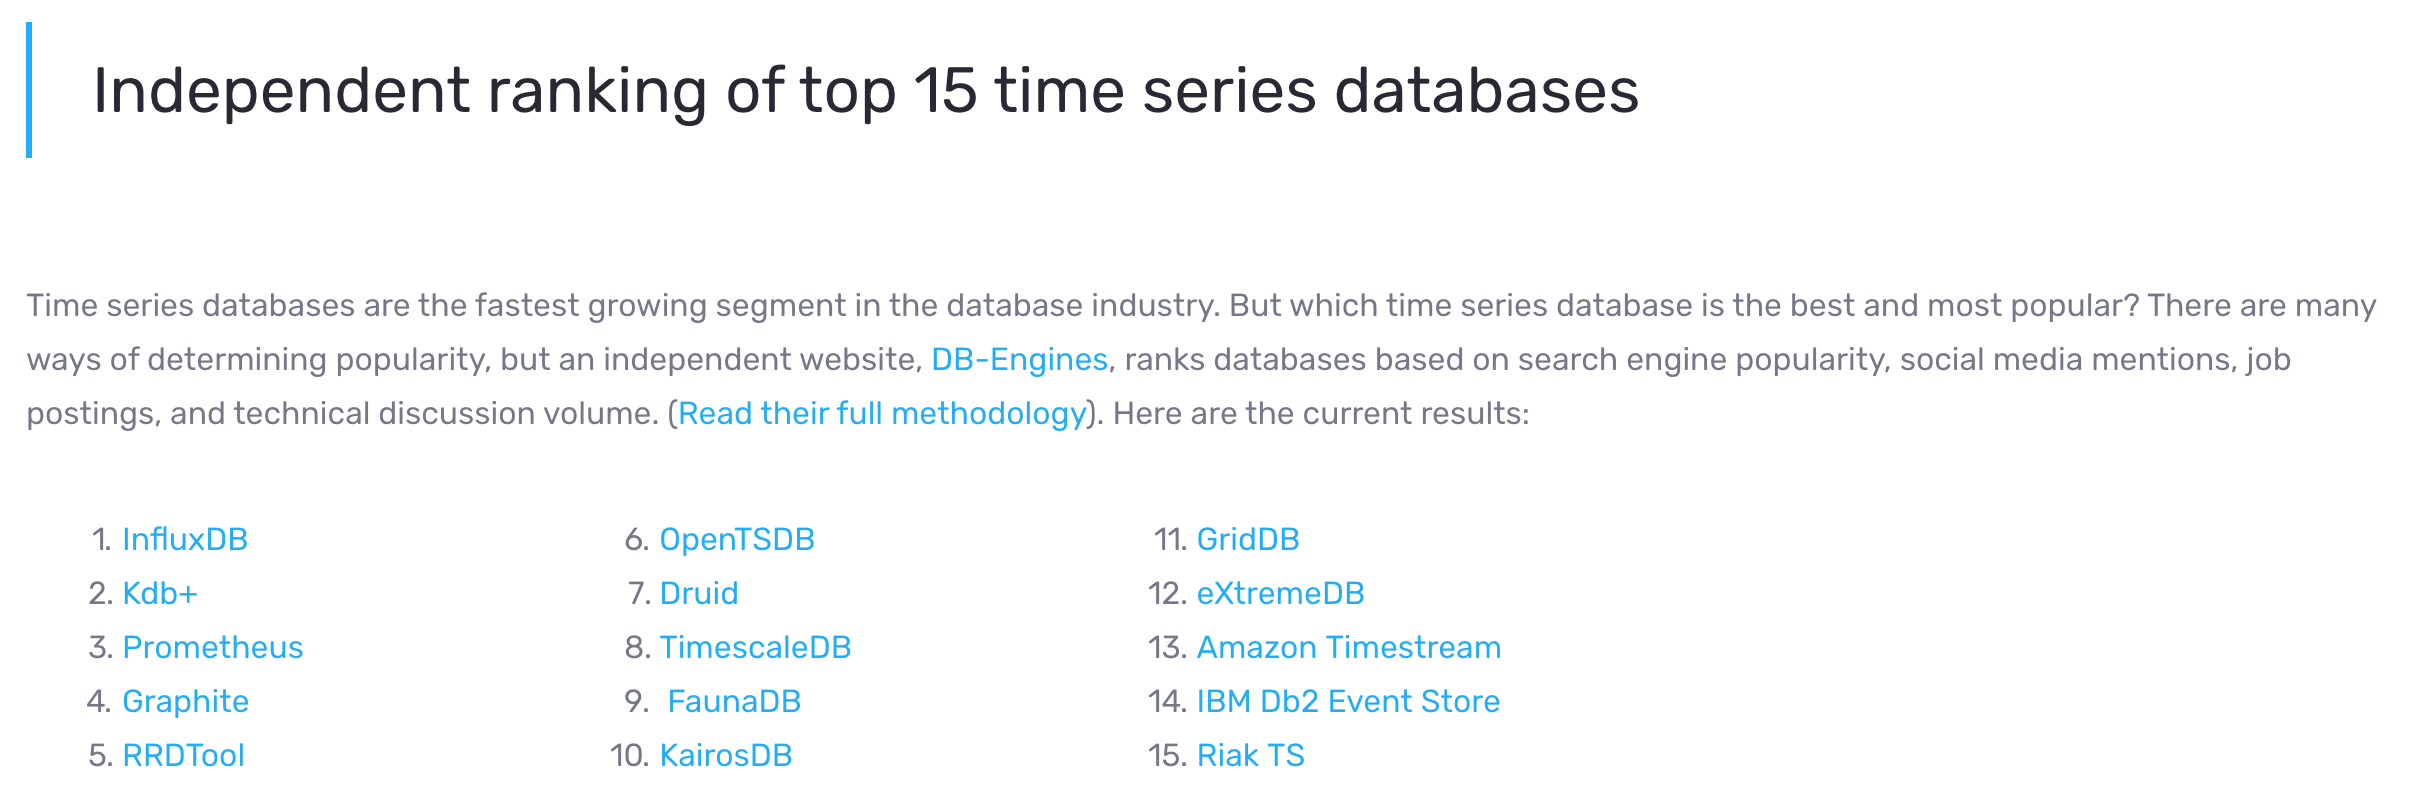 Independent ranking of top 15 time series databases
Time series databases are the fastest growing segment in the database industry. But which time series database is the best and most popular? There are many
ways of determining popularity, but an independent website, DB-Engines, ranks databases based on search engine popularity, social media mentions, job
postings, and technical discussion volume. (Read their full methodology). Here are the current results:
1. InfluxDB
2. Kdb+
3. Prometheus
4. Graphite
5. RRDTool
6. OpenTSDB
7. Druid
8. TimescaleDB
9. FaunaDB
10. KairosDB
11. GridDB
12. eXtremeDB
13. Amazon Timestream
14. IBM Db2 Event Store
15. Riak TS